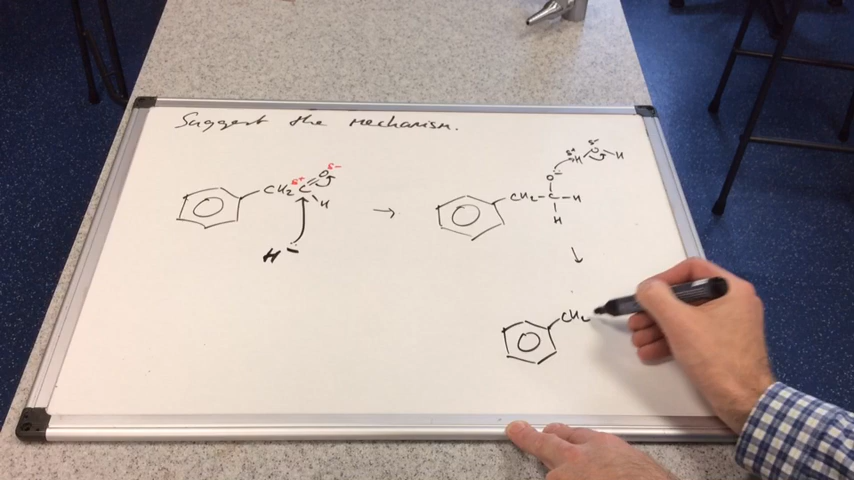 Suggest the mechanism.
δ- δ+ O
CH2 C H
H-
→
δ+ H δ- O H
O-
CH2-C-H
H
↓
CH2